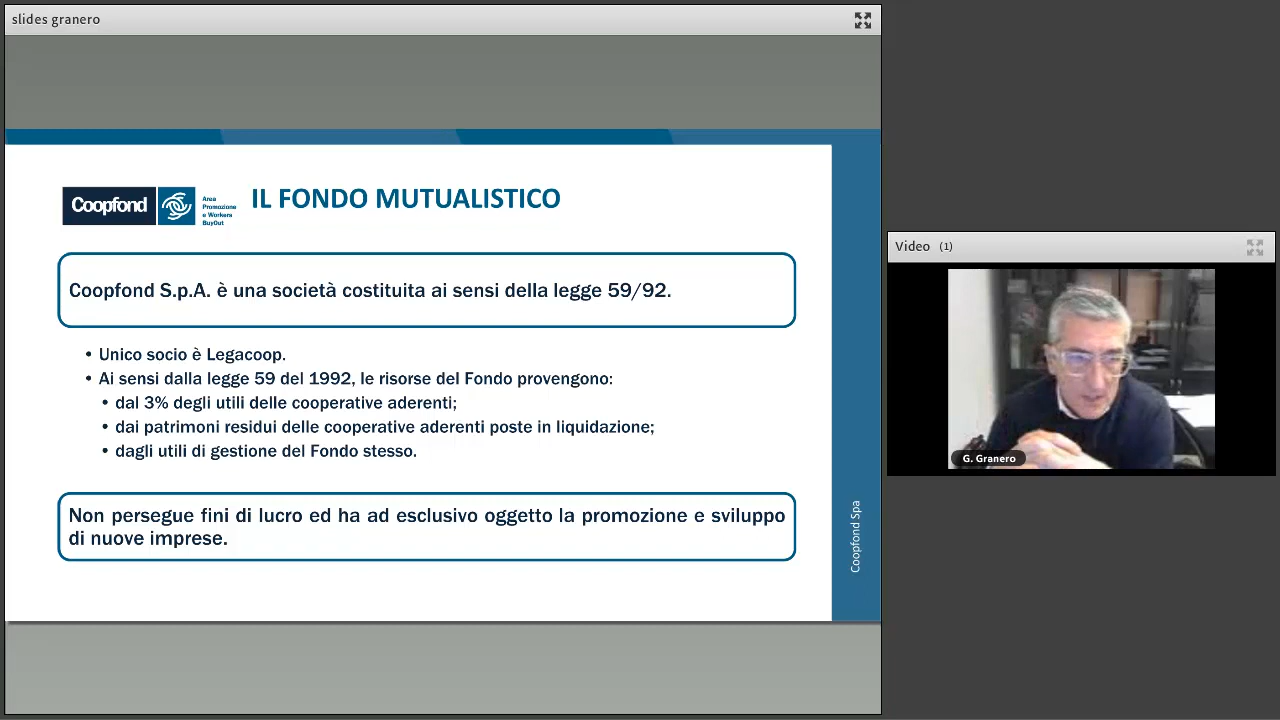 slides granero
Coopfond
Area
Promozione
e Workers
BuyOut
IL FONDO MUTUALISTICO
Coopfond S.p.A. è una società costituita ai sensi della legge 59/92.
• Unico socio è Legacoop.
• Ai sensi dalla legge 59 del 1992, le risorse del Fondo provengono:
• dal 3% degli utili delle cooperative aderenti;
• dai patrimoni residui delle cooperative aderenti poste in liquidazione;
• dagli utili di gestione del Fondo stesso.
Non persegue fini di lucro ed ha ad esclusivo oggetto la promozione e sviluppo
di nuove imprese.
Coopfond Spa
Video (1)
G. Granero